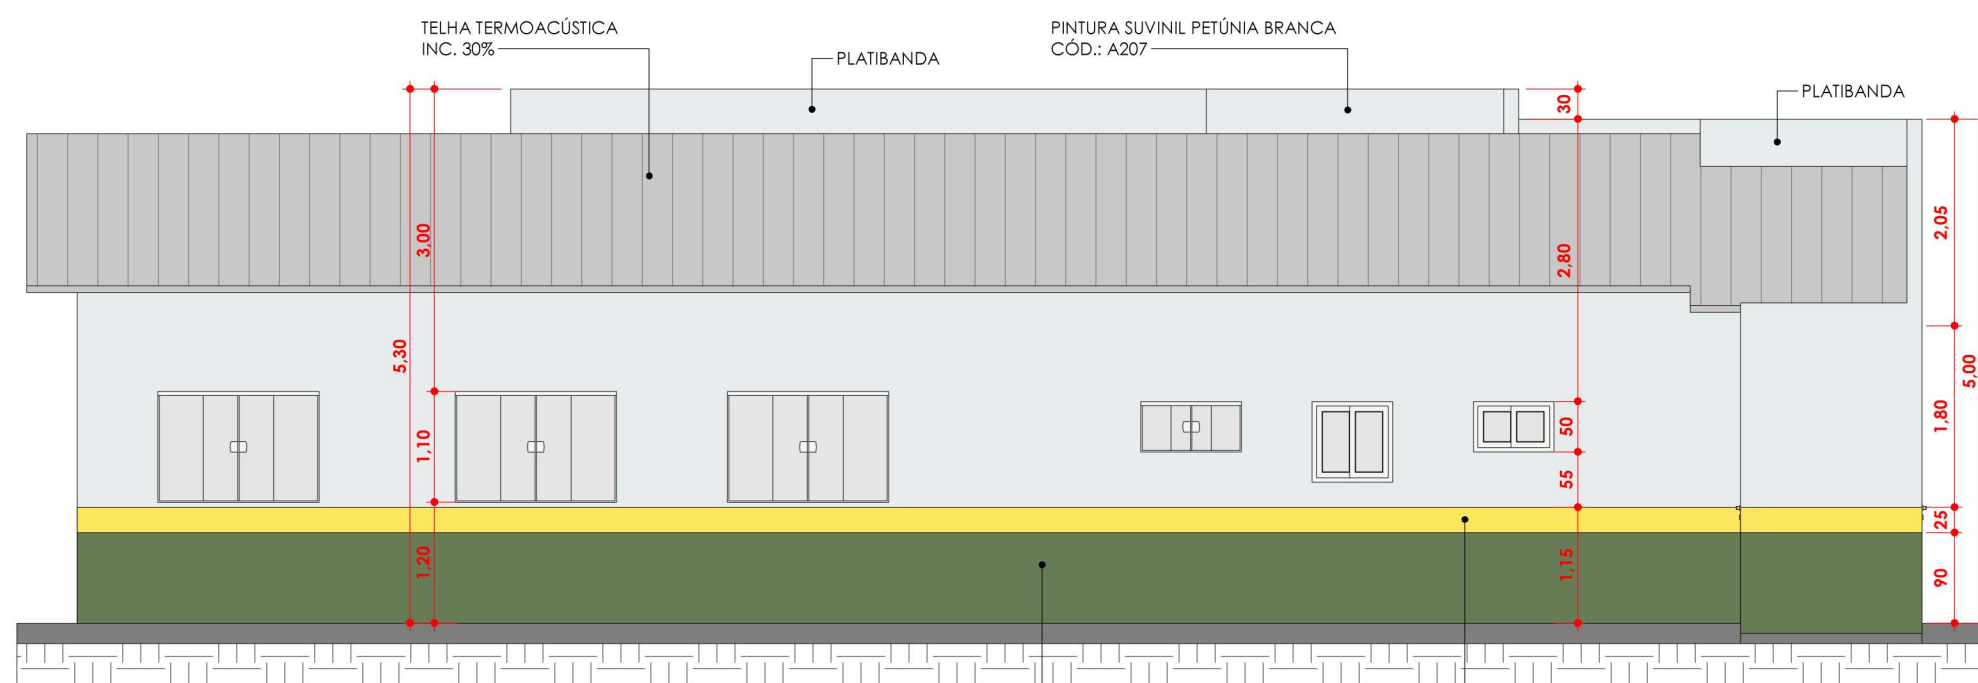 TELHA TERMOACÚSTICA
INC. 30%
PLATIBANDA
PINTURA SUVINIL PETÚNIA BRANCA
CÓD.: A207
PLATIBANDA
30
3,00
2,80
2,05
5,30
5,00
1,10
50
1,80
55
25
1,20
1,15
90